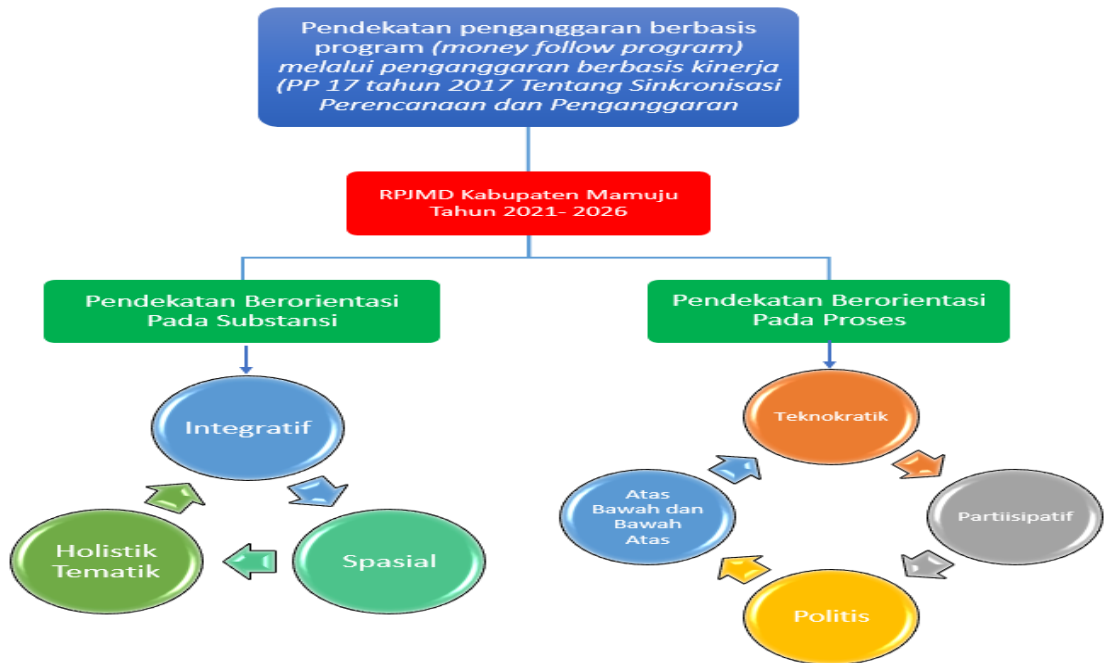 Pendekatan penganggaran berbasis
program (money follow program)
melalui penganggaran berbasis kinerja
(PP 17 tahun 2017 Tentang Sinkronisasi
Perencanaan dan Penganggaran
RPJMD Kabupaten Mamuju
Tahun 2021- 2026
Pendekatan Berorientasi
Pada Substansi
Integratif
Spasial
Holistik
Tematik
Pendekatan Berorientasi
Pada Proses
Teknokratik
Partiisipatif
Politis
Atas
Bawah dan
Bawah
Atas